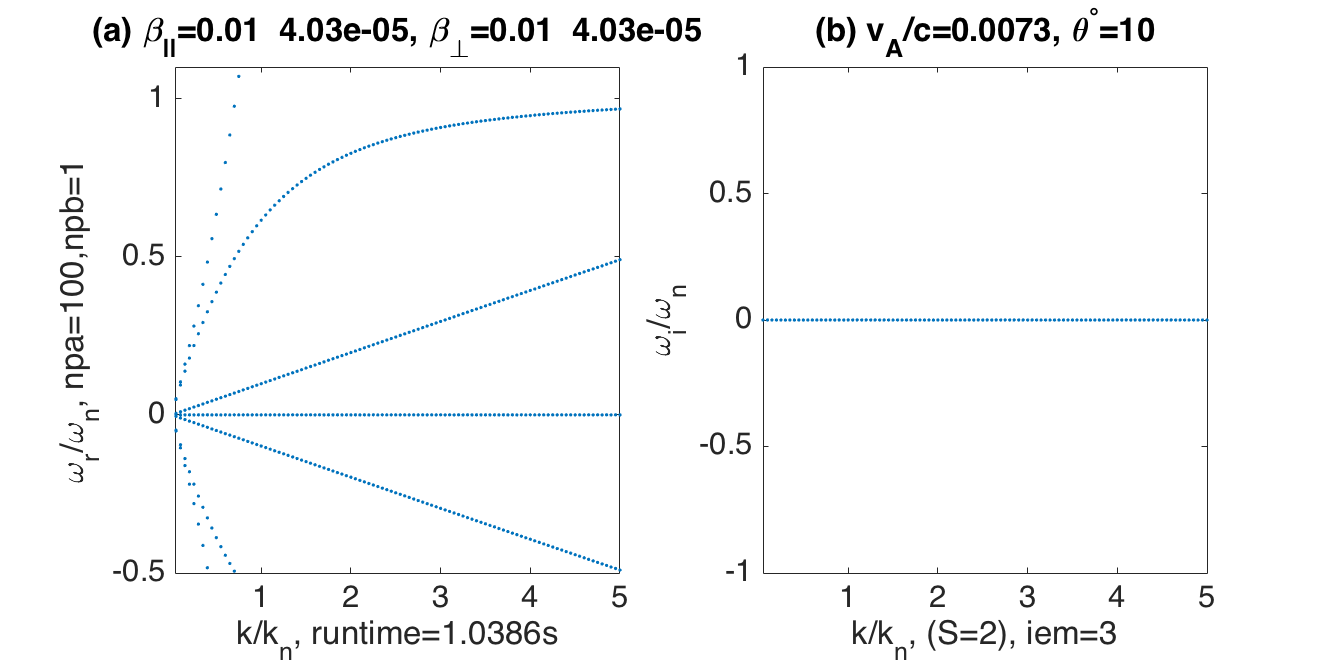 (a) β||=0.01 4.03e-05, β⊥=0.01 4.03e-05
1
0.5
0
-0.5
ωr/ωn, npa=100,npb=1
1 2 3 4 5
k/kn, runtime=1.0386s
(b) vA/c=0.0073, θ°=10
1
0.5
0
-0.5
-1
ωi/ωn
1 2 3 4 5
k/kn, (S=2), iem=3